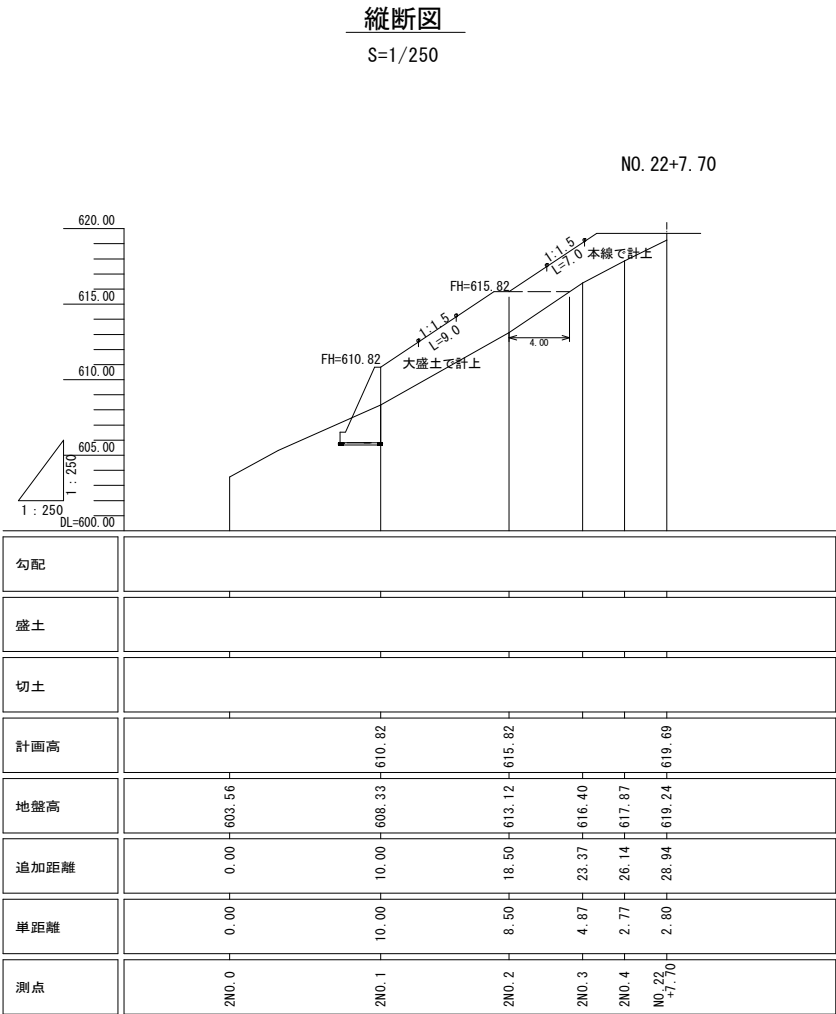 縦断図
S=1/250
NO.22+7.70
620.00
615.00
610.00
605.00
DL=600.00
1 : 250
1 : 250
FH=610.82
FH=615.82
1:1.5
L=9.0
大盛土で計上
1:1.5
L=7.0
本線で計上
4.00
勾配
盛土
切土
計画高 610.82 615.82 619.69
地盤高 603.56 608.33 613.12 616.40 617.87 619.24
追加距離 0.00 10.00 18.50 23.37 26.14 28.94
単距離 0.00 10.00 8.50 4.87 2.77 2.80
測点 2NO.0 2NO.1 2NO.2 2NO.3 2NO.4 NO.22
+7.70